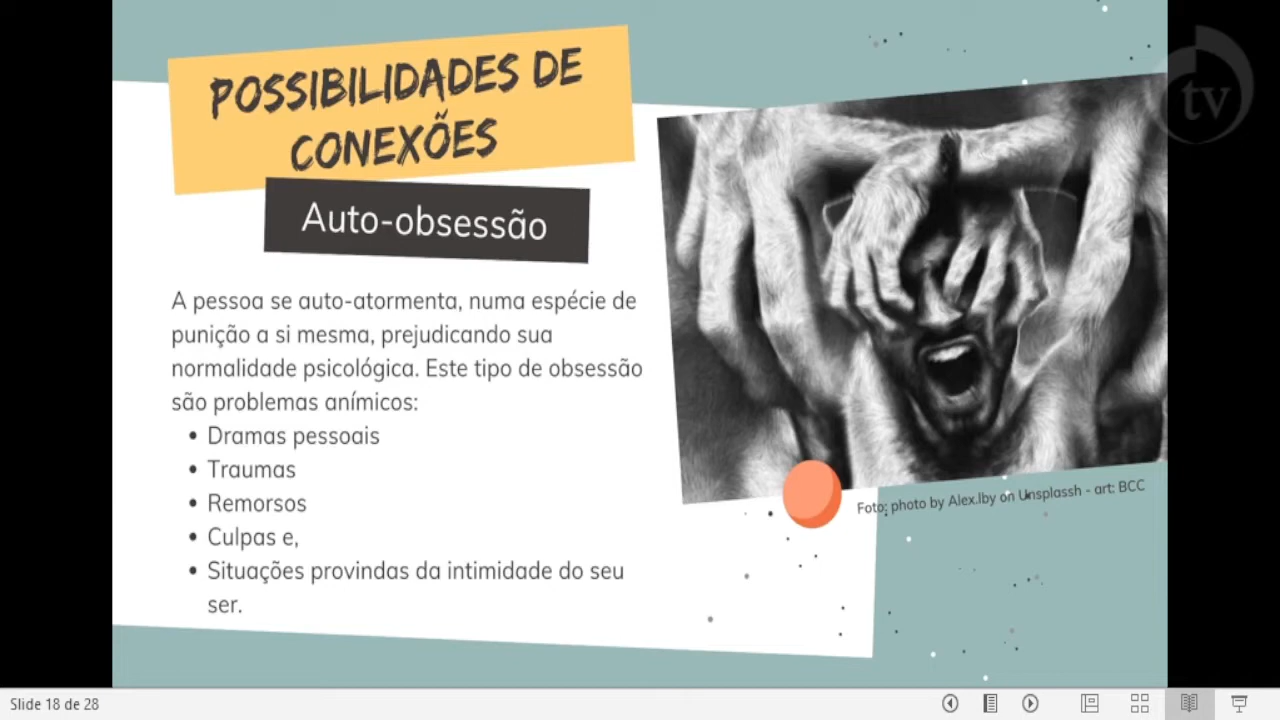 POSSIBILIDADES DE
CONEXÕES
Auto-obsessão
A pessoa se auto-atormenta, numa espécie de
punição a si mesma, prejudicando sua
normalidade psicológica. Este tipo de obsessão
são problemas anímicos:
• Dramas pessoais
• Traumas
• Remorsos
• Culpas e,
• Situações provindas da intimidade do seu
ser.
tv
Foto: photo by Alex.Iby on Unsplassh - art: BCC
Slide 18 de 28